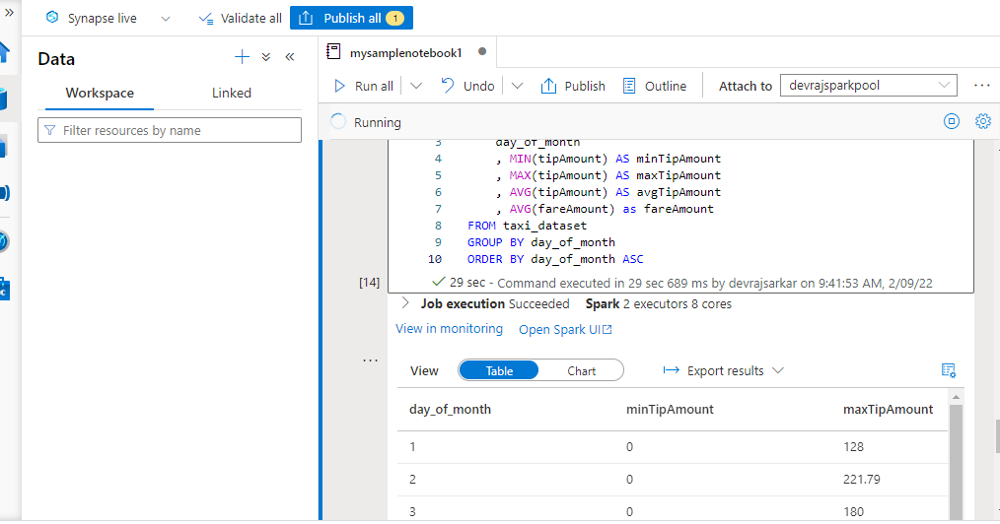 Synapse live
Validate all
Publish all 1
Data
Workspace
Linked
Filter resources by name
mysamplenotebook1
Run all
Undo
Publish
Outline
Attach to
devrajsparkpool
Running
3 day_of_month
4 , MIN(tipAmount) AS minTipAmount
5 , MAX(tipAmount) AS maxTipAmount
6 , AVG(tipAmount) AS avgTipAmount
7 , AVG(fareAmount) as fareAmount
8 FROM taxi_dataset
9 GROUP BY day_of_month
10 ORDER BY day_of_month ASC
[14] 29 sec - Command executed in 29 sec 689 ms by devrajsarkar on 9:41:53 AM, 2/09/22
Job execution Succeeded Spark 2 executors 8 cores
View in monitoring Open Spark UI
View Table Chart Export results
day_of_month minTipAmount maxTipAmount
1 0 128
2 0 221.79
3 0 180